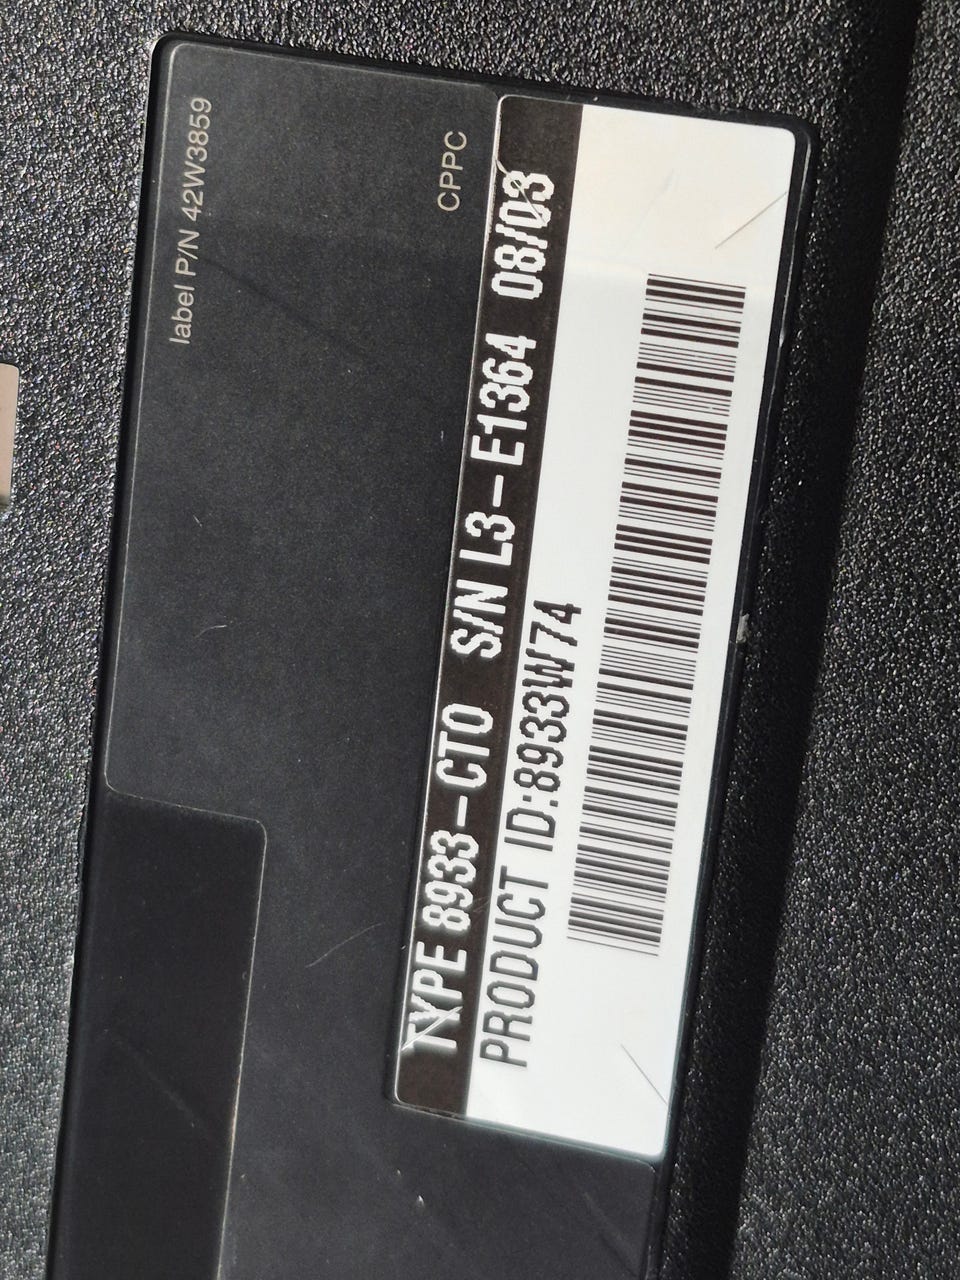 label P/N 42W3859
CPPC
TYPE 8933-CTO S/N L3-E1364 08/03
PRODUCT ID:8933W74